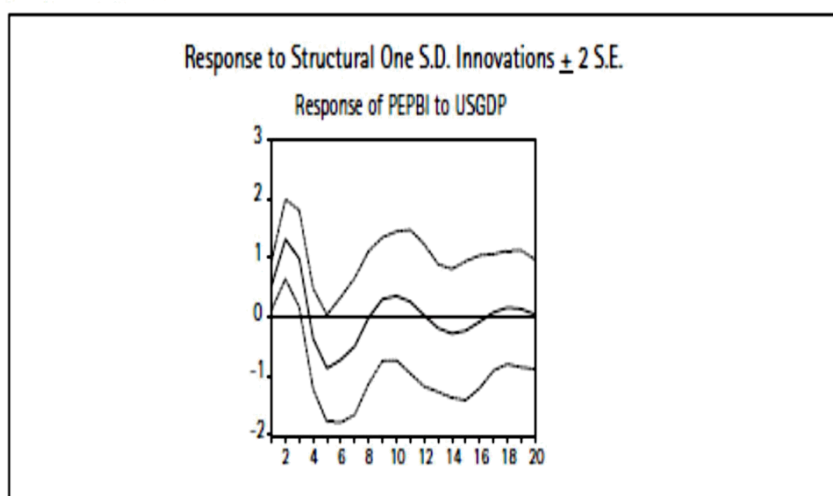 Response to Structural One S.D. Innovations ± 2 S.E.
Response of PEPBI to USGDP
3
2
1
0
-1
-2
2 4 6 8 10 12 14 16 18 20